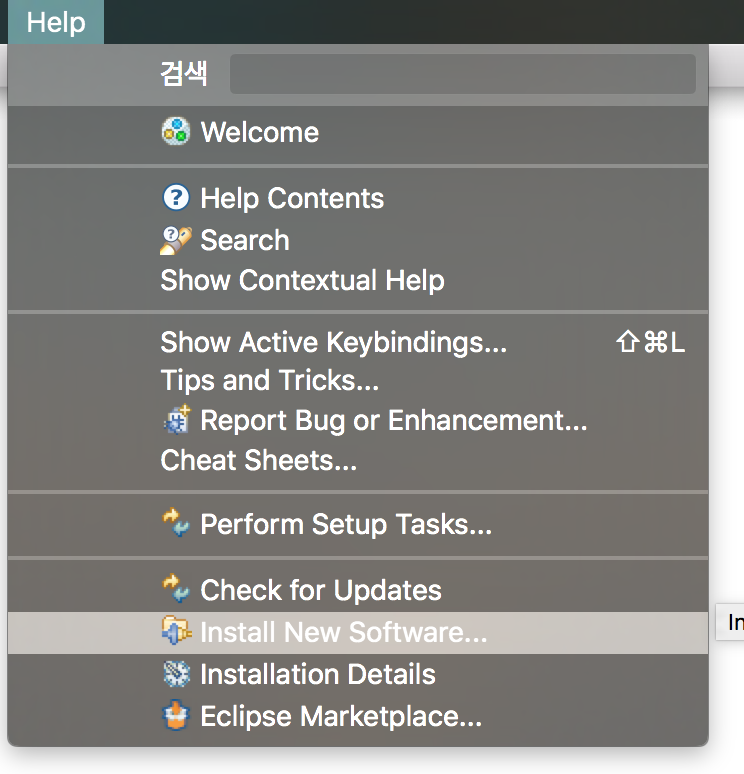 Help
검색
Welcome
Help Contents
Search
Show Contextual Help
Show Active Keybindings... ⇧⌘L
Tips and Tricks...
Report Bug or Enhancement...
Cheat Sheets...
Perform Setup Tasks...
Check for Updates
Install New Software...
Installation Details
Eclipse Marketplace...